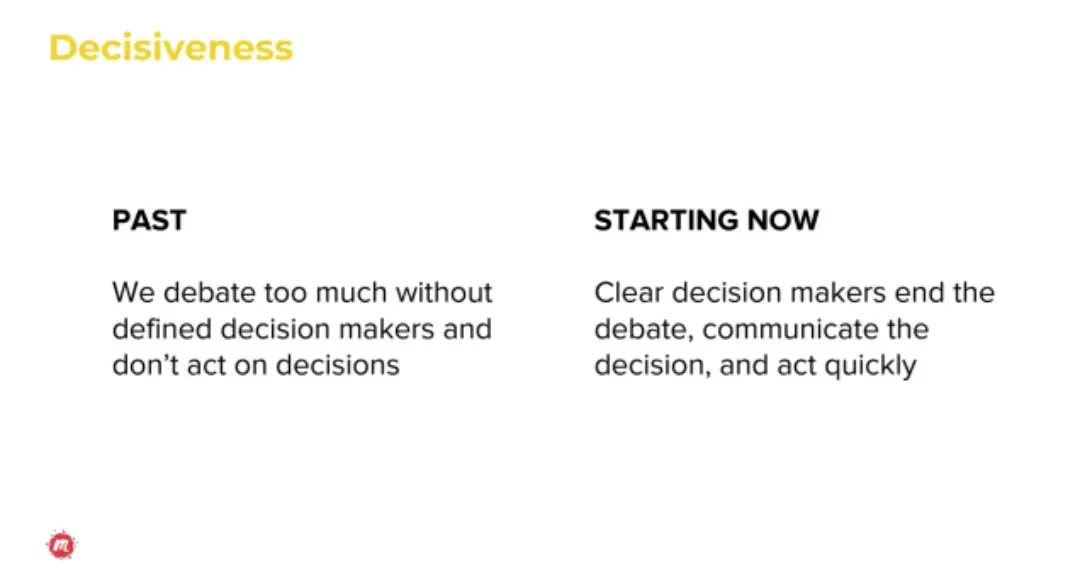 Decisiveness
PAST
We debate too much without
defined decision makers and
don’t act on decisions
STARTING NOW
Clear decision makers end the
debate, communicate the
decision, and act quickly
m